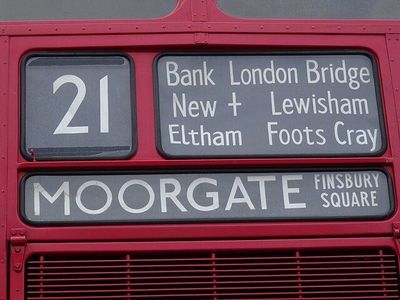 21
Bank London Bridge
New + Lewisham
Eltham Foots Cray
MOORGATE FINSBURY SQUARE